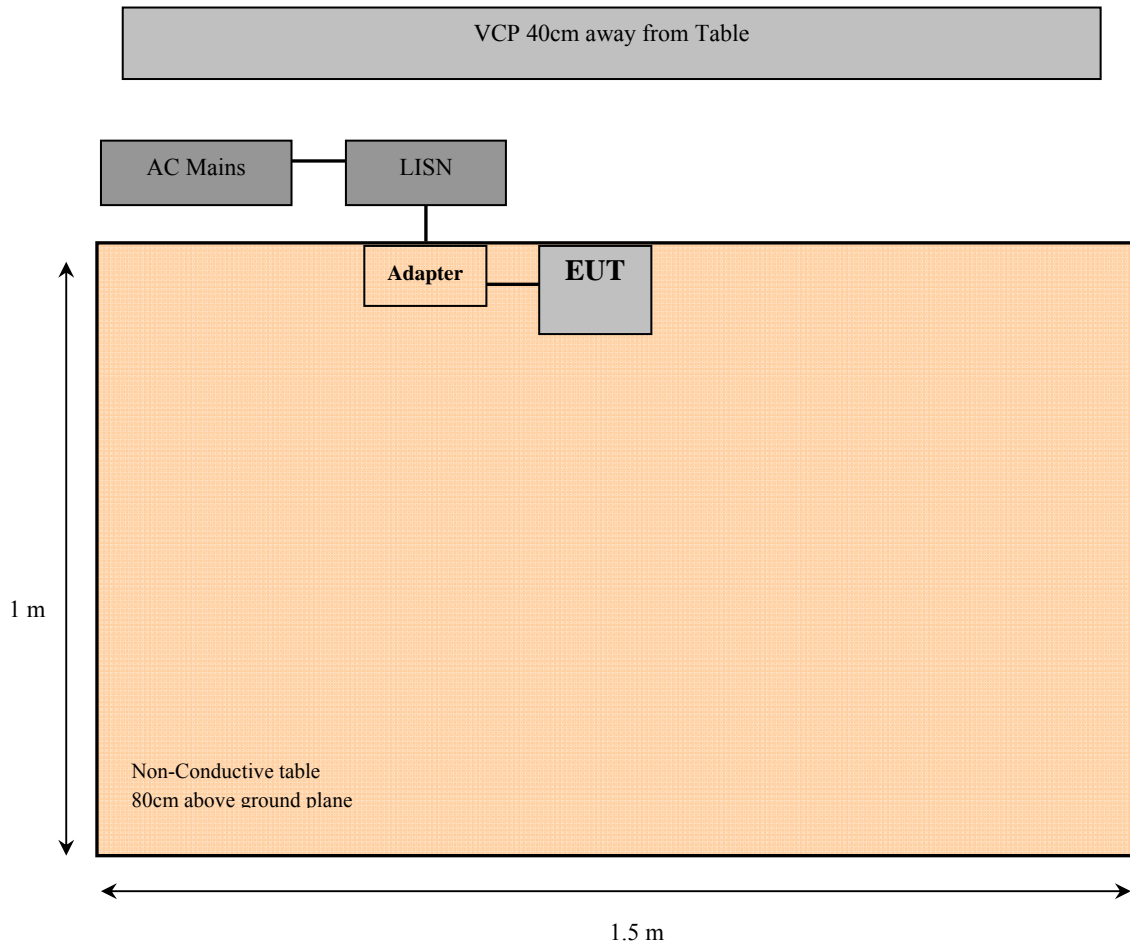 VCP 40cm away from Table
AC Mains
LISN
Adapter
EUT
1 m
Non-Conductive table
80cm above ground plane
1.5 m